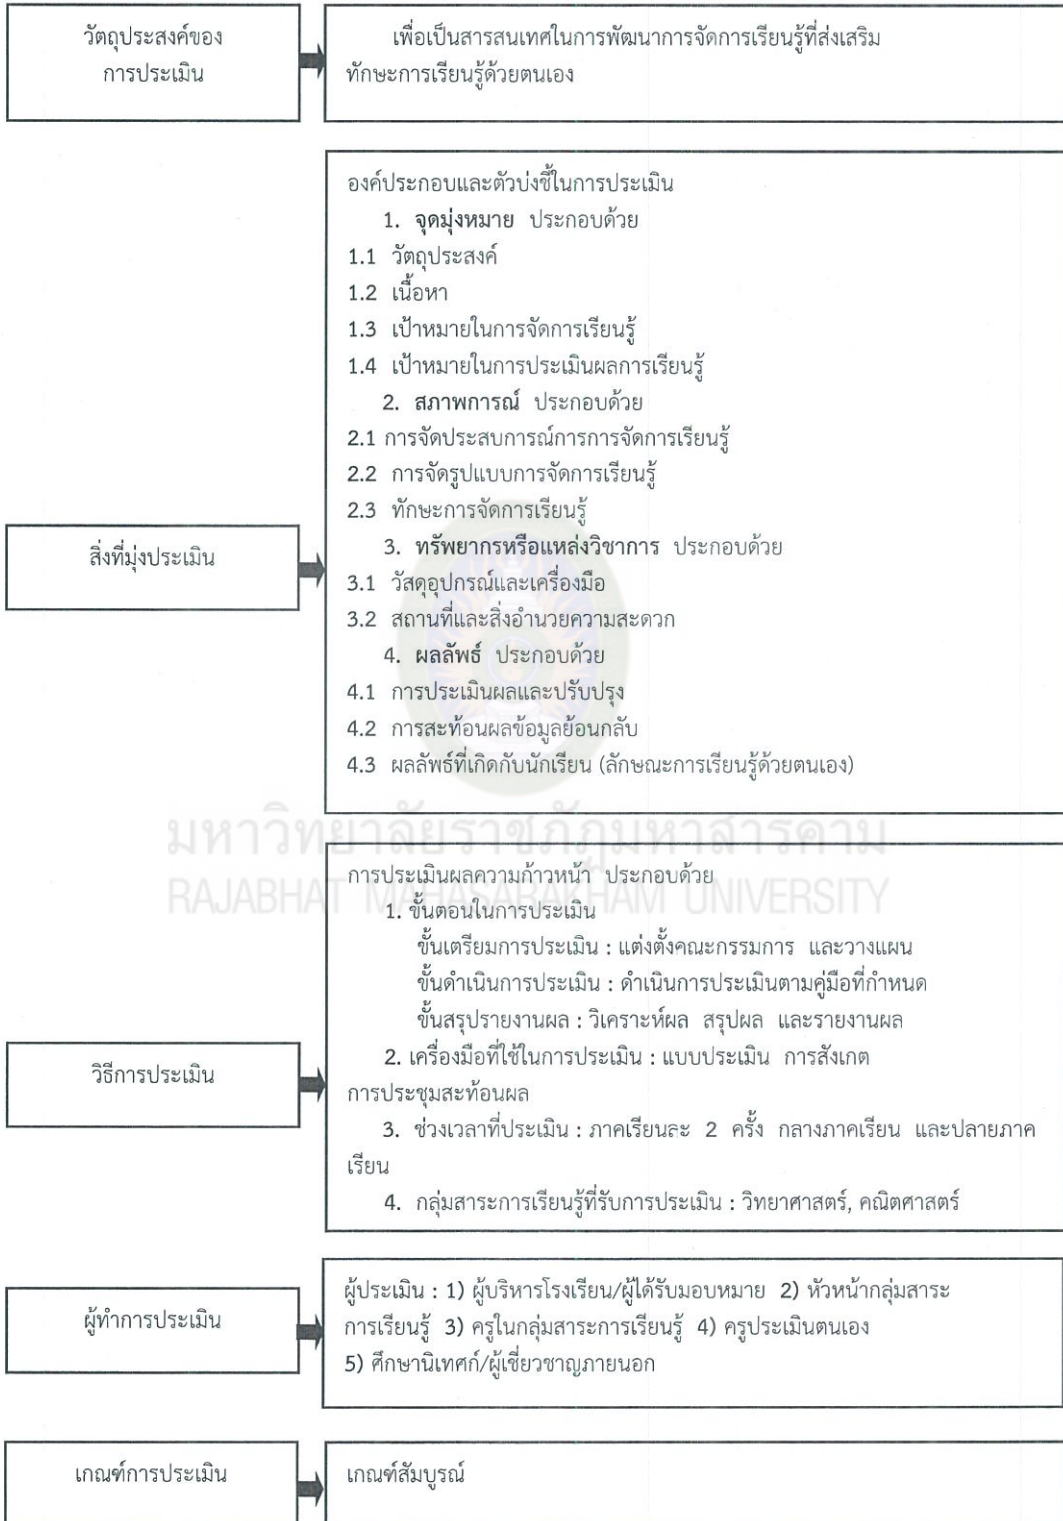 วัตถุประสงค์ของ
การประเมิน
เพื่อเป็นสารสนเทศในการพัฒนาการจัดการเรียนรู้ที่ส่งเสริม
ทักษะการเรียนรู้ด้วยตนเอง
สิ่งที่มุ่งประเมิน
องค์ประกอบและตัวบ่งชี้ในการประเมิน
1. จุดมุ่งหมาย ประกอบด้วย
1.1 วัตถุประสงค์
1.2 เนื้อหา
1.3 เป้าหมายในการจัดการเรียนรู้
1.4 เป้าหมายในการประเมินผลการเรียนรู้
2. สภาพการณ์ ประกอบด้วย
2.1 การจัดประสบการณ์การการจัดการเรียนรู้
2.2 การจัดรูปแบบการจัดการเรียนรู้
2.3 ทักษะการจัดการเรียนรู้
3. ทรัพยากรหรือแหล่งวิชาการ ประกอบด้วย
3.1 วัสดุอุปกรณ์และเครื่องมือ
3.2 สถานที่และสิ่งอำนวยความสะดวก
4. ผลลัพธ์ ประกอบด้วย
4.1 การประเมินผลและปรับปรุง
4.2 การสะท้อนผลข้อมูลย้อนกลับ
4.3 ผลลัพธ์ที่เกิดกับนักเรียน (ลักษณะการเรียนรู้ด้วยตนเอง)
มหาวิทยาลัยราชภัฏมหาสารคาม
RAJABHAT MAHASARAKHAM UNIVERSITY
วิธีการประเมิน
การประเมินผลความก้าวหน้า ประกอบด้วย
1. ขั้นตอนในการประเมิน
ขั้นเตรียมการประเมิน : แต่งตั้งคณะกรรมการ และวางแผน
ขั้นดำเนินการประเมิน : ดำเนินการประเมินตามคู่มือที่กำหนด
ขั้นสรุปรายงานผล : วิเคราะห์ผล สรุปผล และรายงานผล
2. เครื่องมือที่ใช้ในการประเมิน : แบบประเมิน การสังเกต
การประชุมสะท้อนผล
3. ช่วงเวลาที่ประเมิน : ภาคเรียนละ 2 ครั้ง กลางภาคเรียน และปลายภาค
เรียน
4. กลุ่มสาระการเรียนรู้ที่รับการประเมิน : วิทยาศาสตร์, คณิตศาสตร์
ผู้ทำการประเมิน
ผู้ประเมิน : 1) ผู้บริหารโรงเรียน/ผู้ได้รับมอบหมาย 2) หัวหน้ากลุ่มสาระ
การเรียนรู้ 3) ครูในกลุ่มสาระการเรียนรู้ 4) ครูประเมินตนเอง
5) ศึกษานิเทศก์/ผู้เชี่ยวชาญภายนอก
เกณฑ์การประเมิน
เกณฑ์สัมบูรณ์